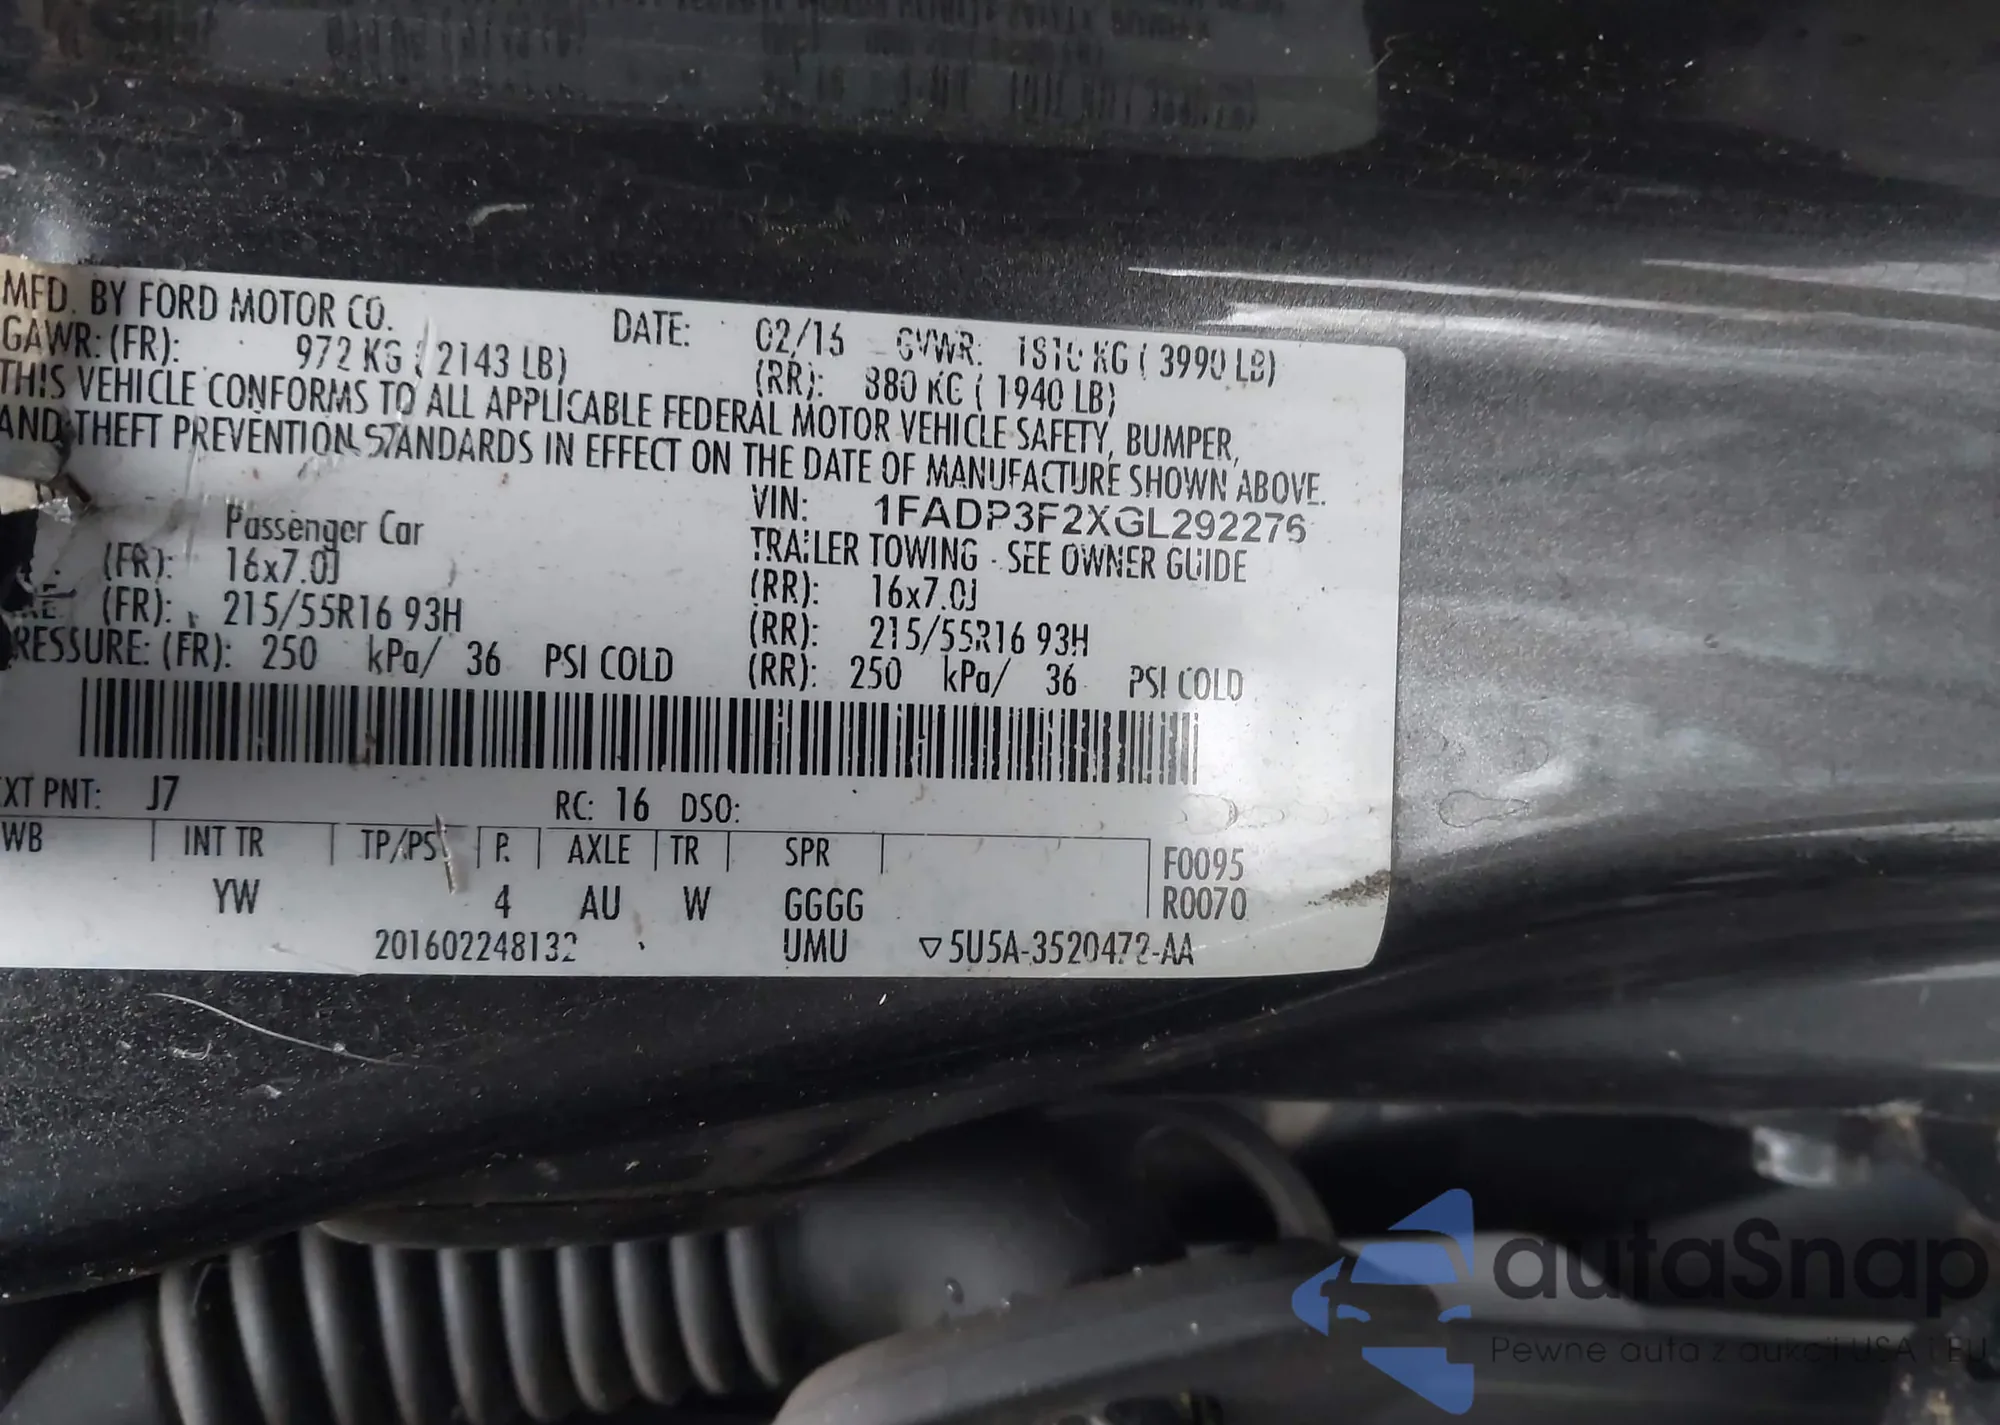 MFD. BY FORD MOTOR CO. DATE: 02/16 GVWR: 1810 KG ( 3990 LB)
GAWR: (FR): 972 KG ( 2143 LB) (RR): 880 KG ( 1940 LB)
THIS VEHICLE CONFORMS TO ALL APPLICABLE FEDERAL MOTOR VEHICLE SAFETY, BUMPER,
AND THEFT PREVENTION STANDARDS IN EFFECT ON THE DATE OF MANUFACTURE SHOWN ABOVE.
VIN: 1FADP3F2XGL292276
Passenger Car TRAILER TOWING - SEE OWNER GUIDE
(FR): 16x7.0J (RR): 16x7.0J
(FR): 215/55R16 93H (RR): 215/55R16 93H
RESSURE: (FR): 250 kPa/ 36 PSI COLD (RR): 250 kPa/ 36 PSI COLD
XT PNT: J7 RC: 16 DSO:
WB INT TR TP/PS R AXLE TR SPR F0095
YW 4 AU W GGGG R0070
201602248132 UMU ▽ 5U5A-3520472-AA
autaSnap
Pewne auta z aukcji USA i EU